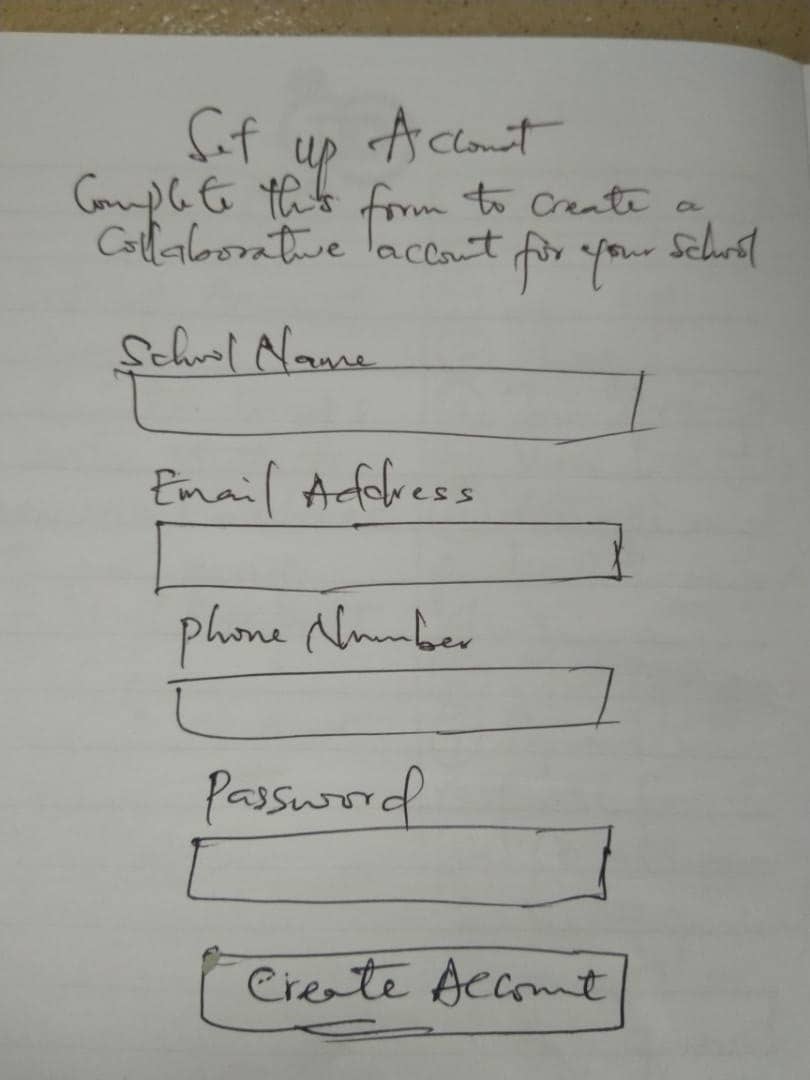 Set up Account
Complete this form to create a
Collaborative account for your School
School Name
Email Address
phone Number
Password
Create Account